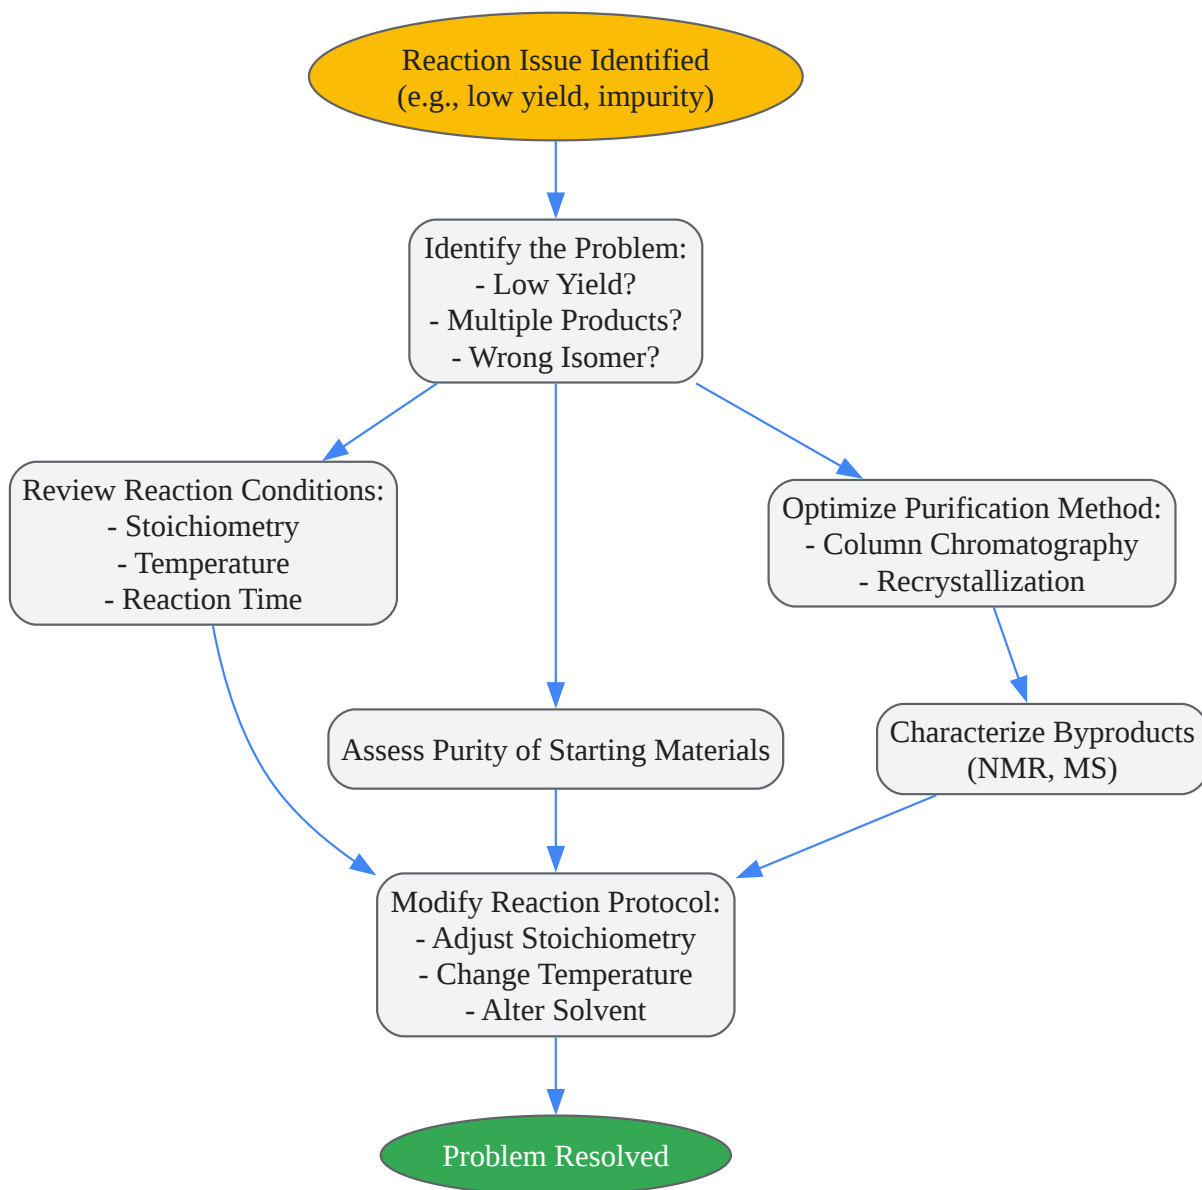 Reaction Issue Identified
(e.g., low yield, impurity)
Identify the Problem:
- Low Yield?
- Multiple Products?
- Wrong Isomer?
Review Reaction Conditions:
- Stoichiometry
- Temperature
- Reaction Time
Optimize Purification Method:
- Column Chromatography
- Recrystallization
Assess Purity of Starting Materials
Characterize Byproducts
(NMR, MS)
Modify Reaction Protocol:
- Adjust Stoichiometry
- Change Temperature
- Alter Solvent
Problem Resolved